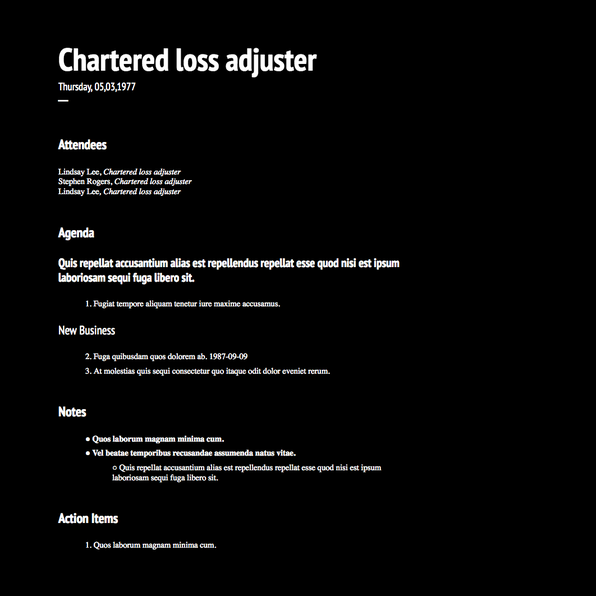 Chartered loss adjuster
Thursday, 05,03,1977
Attendees
Lindsay Lee, Chartered loss adjuster
Stephen Rogers, Chartered loss adjuster
Lindsay Lee, Chartered loss adjuster
Agenda
Quis repellat accusantium alias est repellendus repellat esse quod nisi est ipsum
laboriosam sequi fuga libero sit.
1. Fugiat tempore aliquam tenetur iure maxime accusamus.
New Business
2. Fuga quibusdam quos dolorem ab. 1987-09-09
3. At molestias quis sequi consectetur quo itaque odit dolor eveniet rerum.
Notes
● Quos laborum magnam minima cum.
● Vel beatae temporibus recusandae assumenda natus vitae.
○ Quis repellat accusantium alias est repellendus repellat esse quod nisi est ipsum
laboriosam sequi fuga libero sit.
Action Items
1. Quos laborum magnam minima cum.